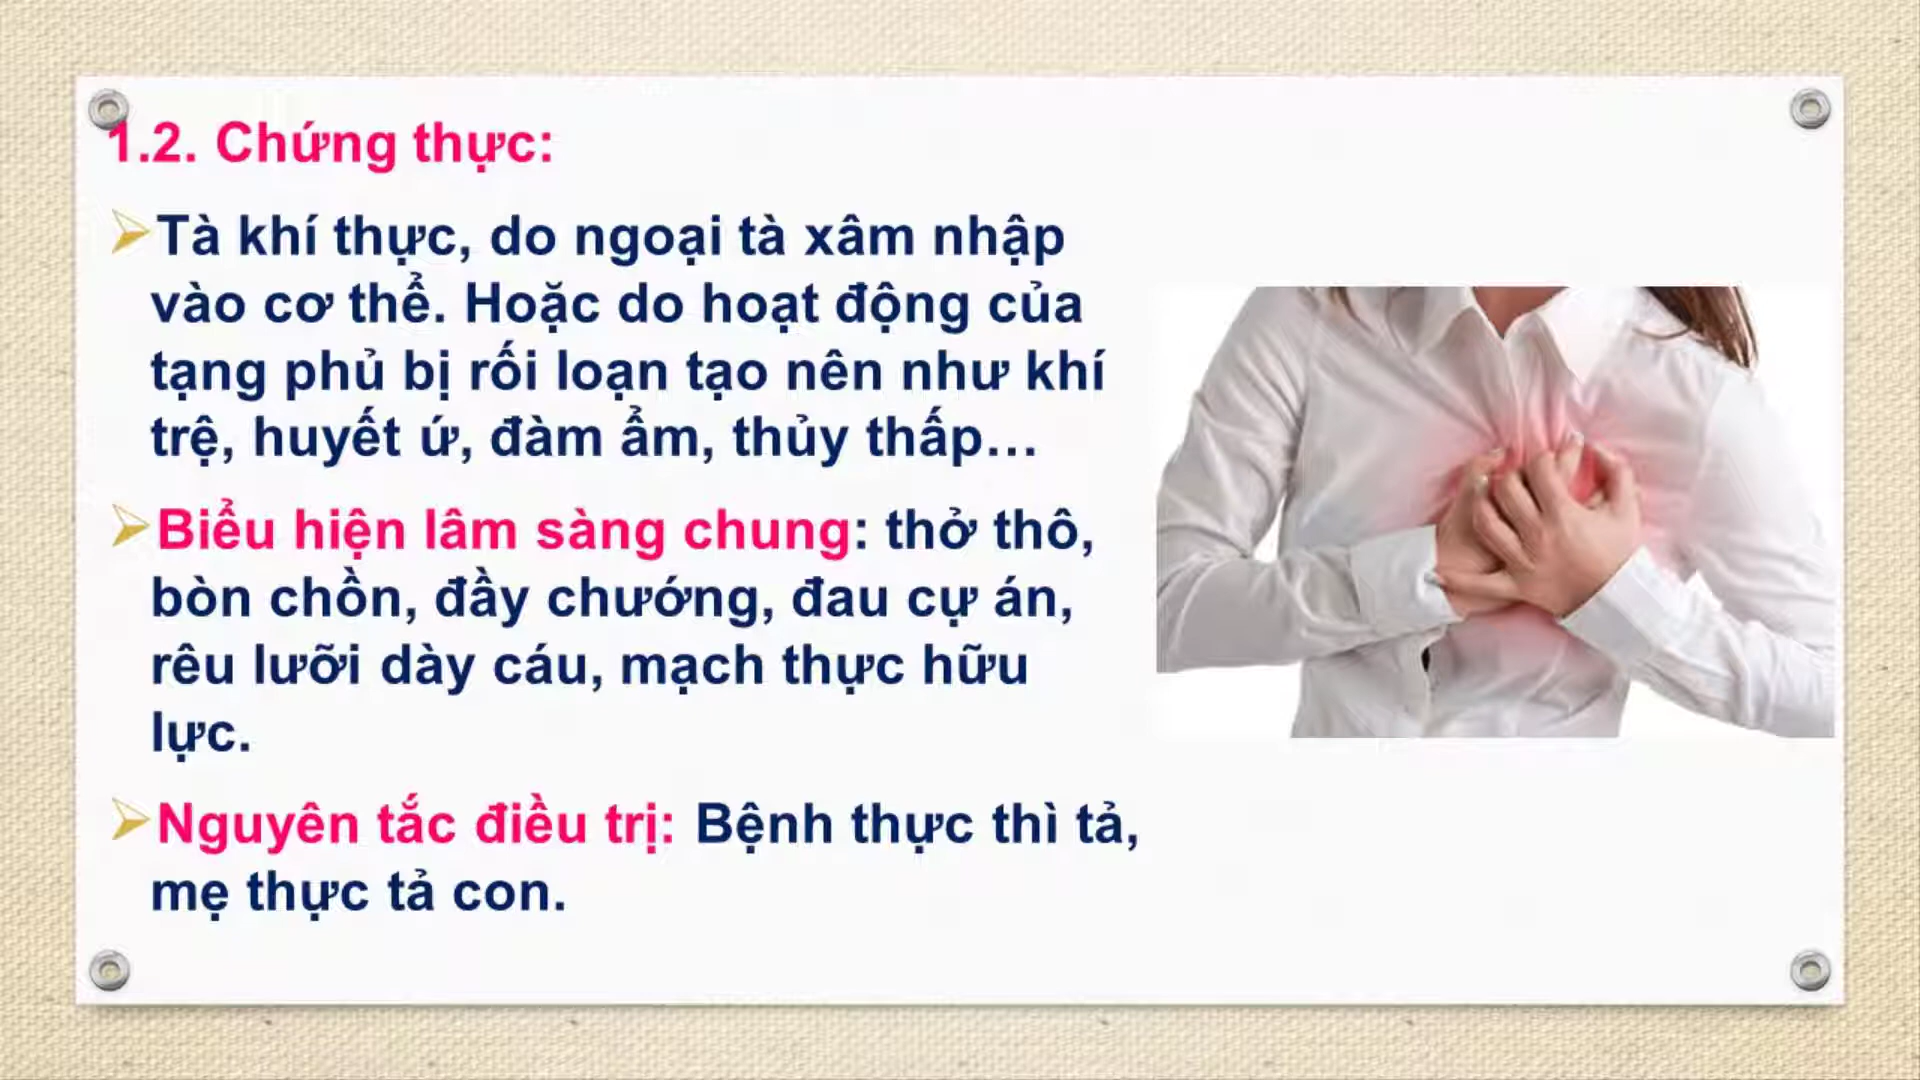 1.2. Chứng thực:
Tà khí thực, do ngoại tà xâm nhập
vào cơ thể. Hoặc do hoạt động của
tạng phủ bị rối loạn tạo nên như khí
trệ, huyết ứ, đàm ẩm, thủy thấp…
Biểu hiện lâm sàng chung: thở thô,
bòn chồn, đầy chướng, đau cự án,
rêu lưỡi dày cáu, mạch thực hữu
lực.
Nguyên tắc điều trị: Bệnh thực thì tả,
mẹ thực tả con.